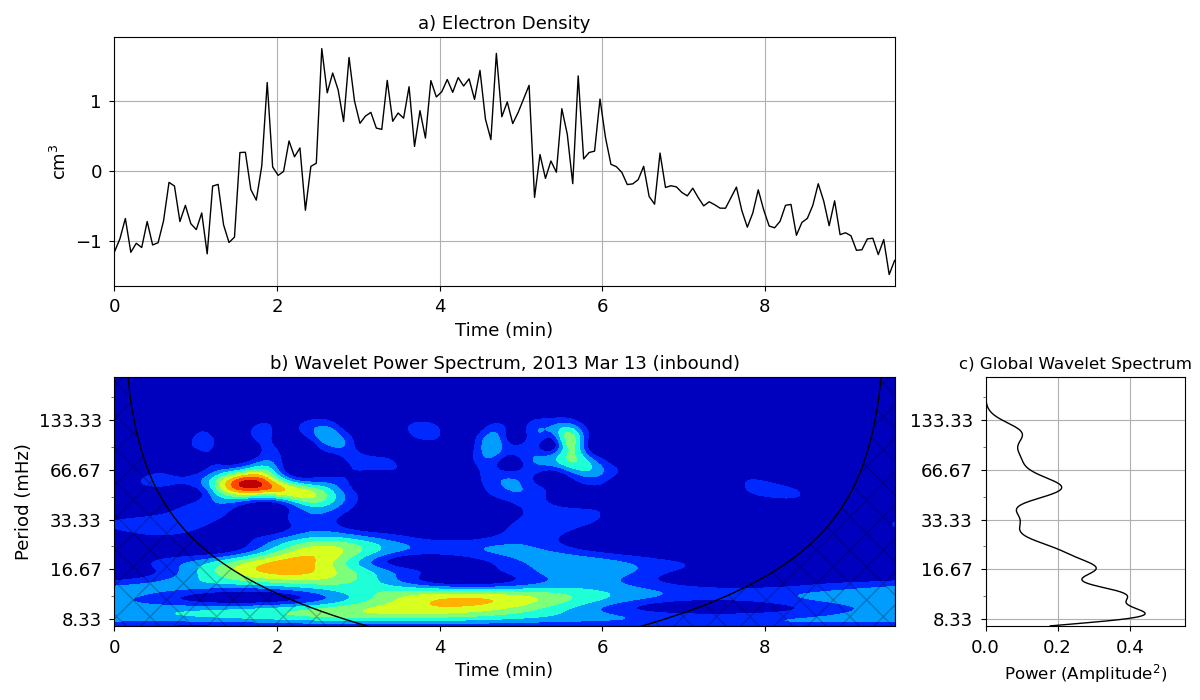 a) Electron Density
1
0
−1
cm³
0 2 4 6 8
Time (min)
b) Wavelet Power Spectrum, 2013 Mar 13 (inbound)
133.33
66.67
33.33
16.67
8.33
Period (mHz)
0 2 4 6 8
Time (min)
c) Global Wavelet Spectrum
133.33
66.67
33.33
16.67
8.33
0.0 0.2 0.4
Power (Amplitude²)